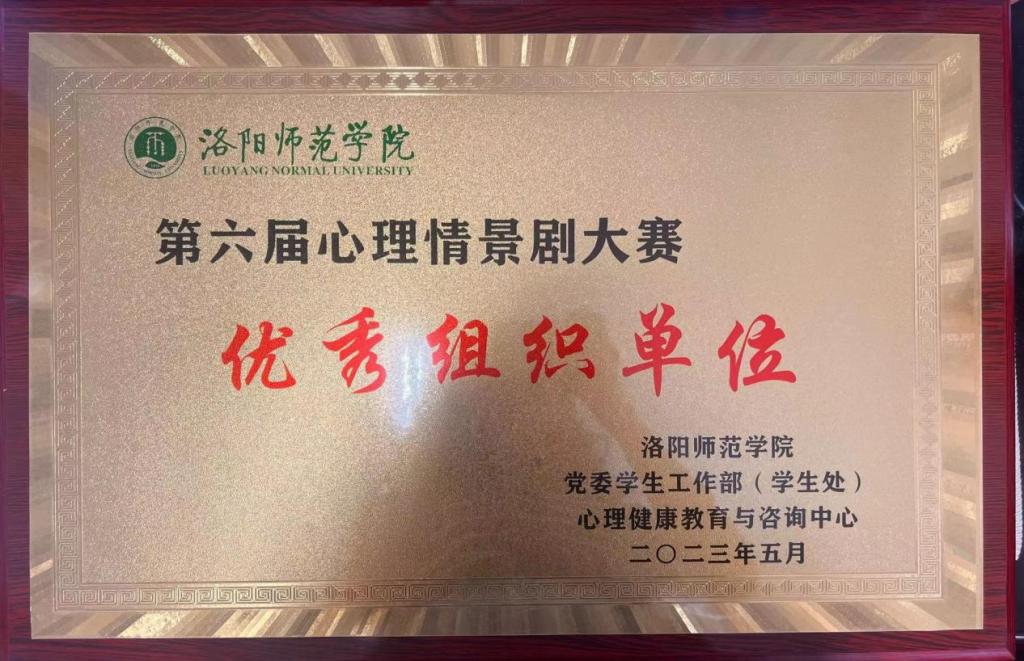 洛阳师范学院
LUOYANG NORMAL UNIVERSITY
第六届心理情景剧大赛
优秀组织单位
洛阳师范学院
党委学生工作部（学生处）
心理健康教育与咨询中心
二〇二三年五月